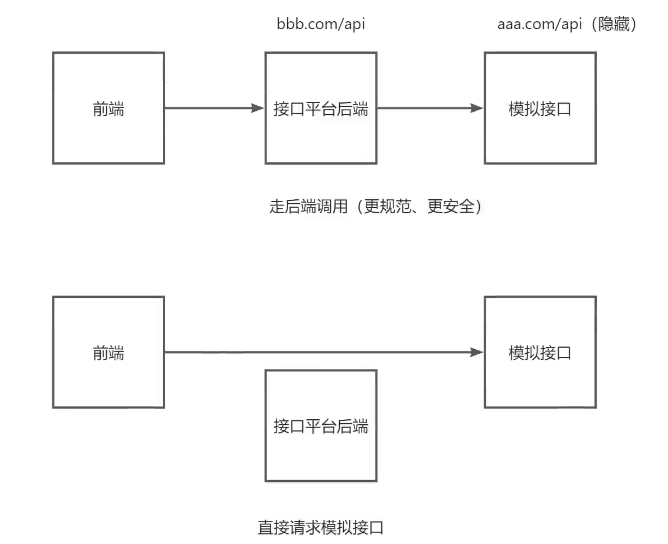 bbb.com/api
aaa.com/api（隐藏）
前端
接口平台后端
模拟接口
走后端调用（更规范、更安全）
前端
模拟接口
接口平台后端
直接请求模拟接口